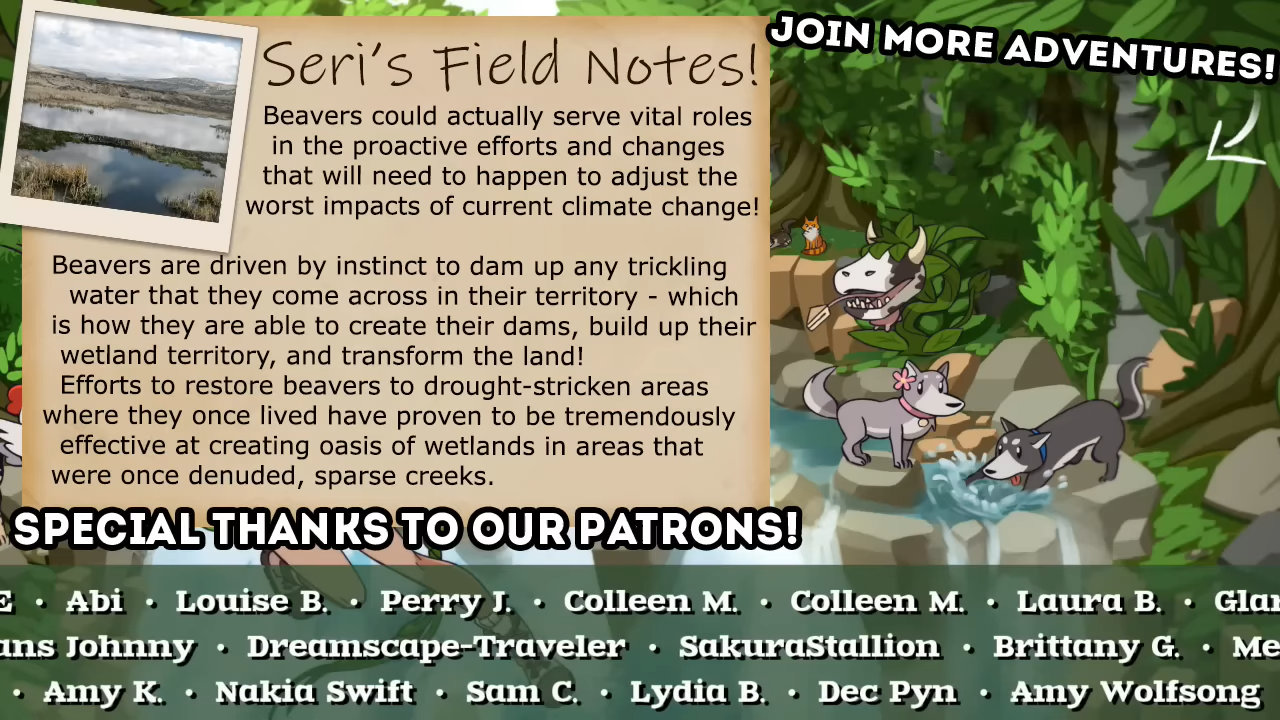 Seri's Field Notes!
JOIN MORE ADVENTURES!
Beavers could actually serve vital roles
in the proactive efforts and changes
that will need to happen to adjust the
worst impacts of current climate change!
Beavers are driven by instinct to dam up any trickling
water that they come across in their territory - which
is how they are able to create their dams, build up their
wetland territory, and transform the land!
Efforts to restore beavers to drought-stricken areas
where they once lived have proven to be tremendously
effective at creating oasis of wetlands in areas that
were once denuded, sparse creeks.
SPECIAL THANKS TO OUR PATRONS!
E · Abi · Louise B. · Perry J. · Colleen M. · Colleen M. · Laura B. ·
ans Johnny · Dreamscape-Traveler · SakuraStallion · Brittany G. ·
· Amy K. · Nakia Swift · Sam C. · Lydia B. · Dec Pyn · Amy Wolfsong